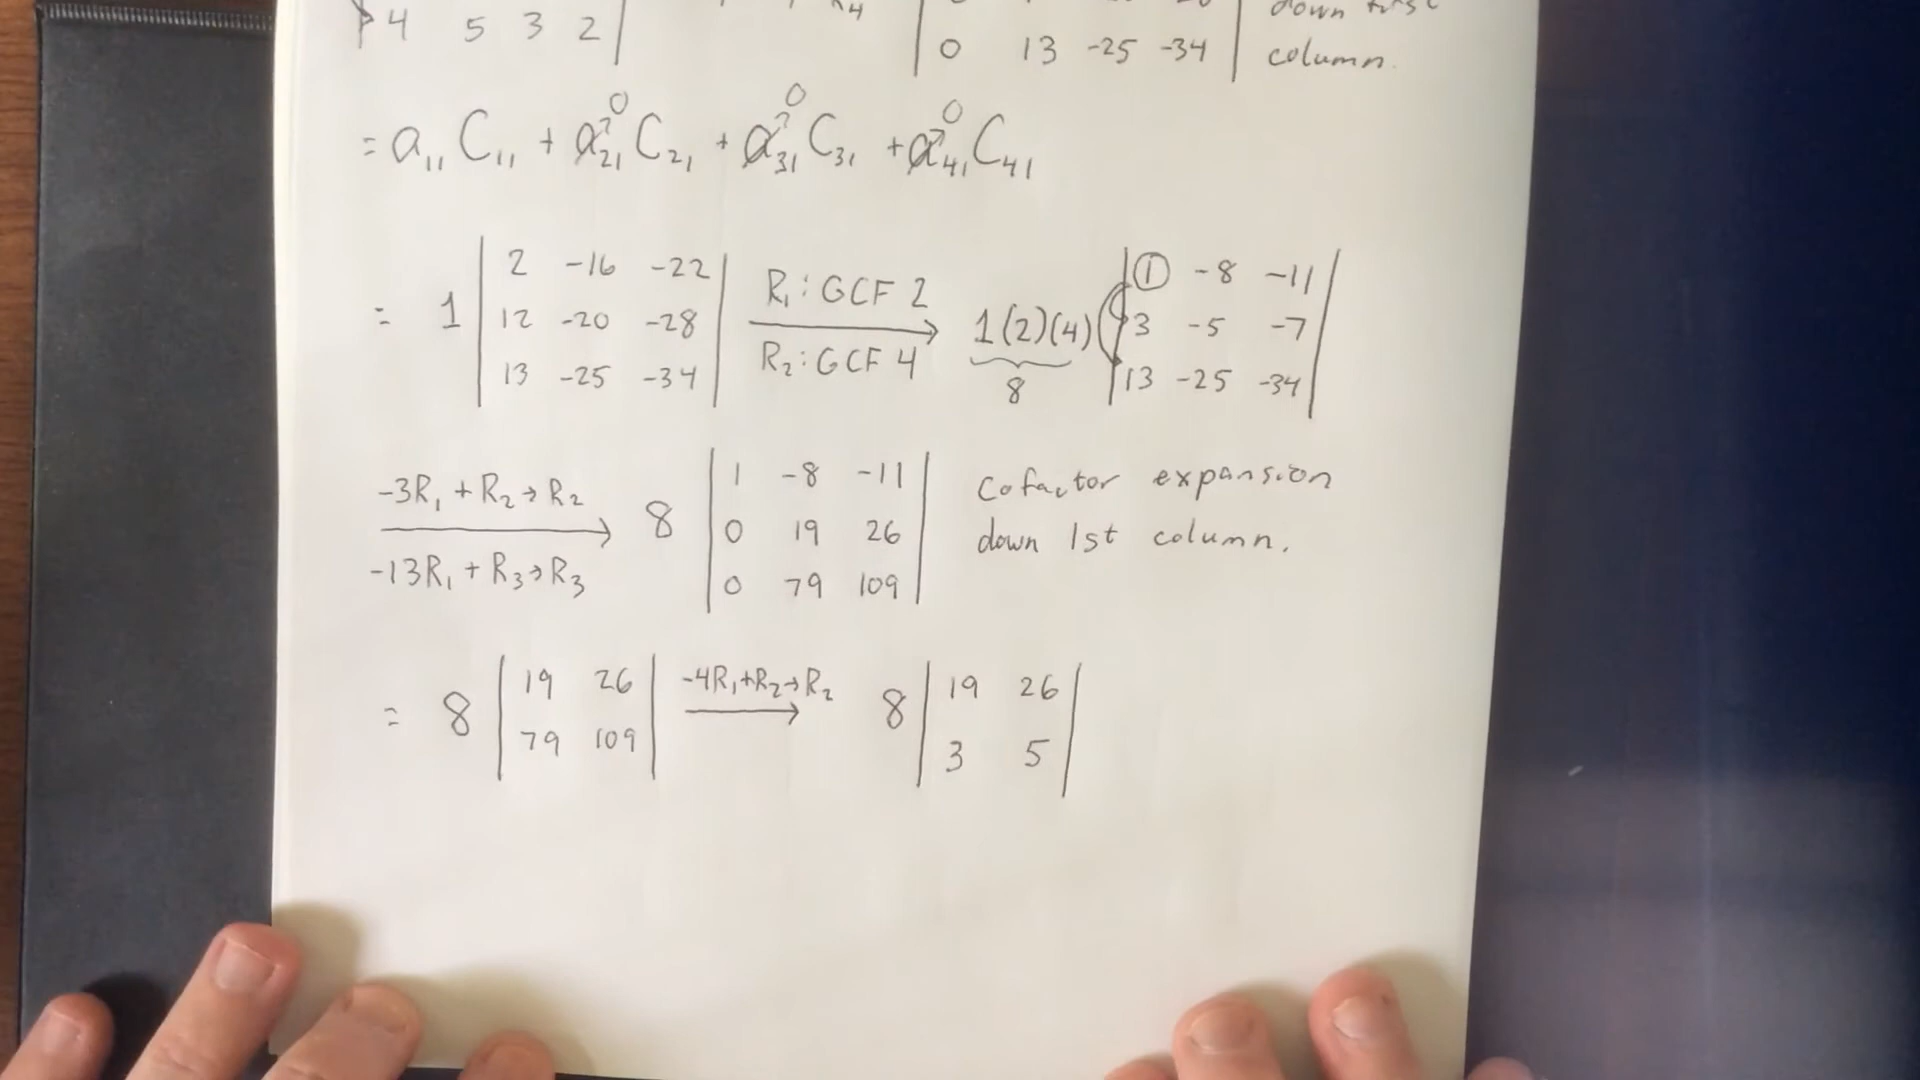 4 5 3 2
0 13 -25 -34 column.
= a₁₁ C₁₁ + a₂₁⁰ C₂₁ + a₃₁⁰ C₃₁ + a₄₁⁰ C₄₁
= 1 | 2 -16 -22 | R₁: GCF 2 1(2)(4) | 1 -8 -11 |
| 12 -20 -28 | → | 3 -5 -7 |
| 13 -25 -34 | R₂: GCF 4 8 | 13 -25 -34 |
-3R₁ + R₂ → R₂ 8 | 1 -8 -11 | Cofactor expansion
| 0 19 26 | down 1st column.
-13R₁ + R₃ → R₃ | 0 79 109 |
= 8 | 19 26 | -4R₁+R₂→R₂ 8 | 19 26 |
| 79 109 | | 3 5 |